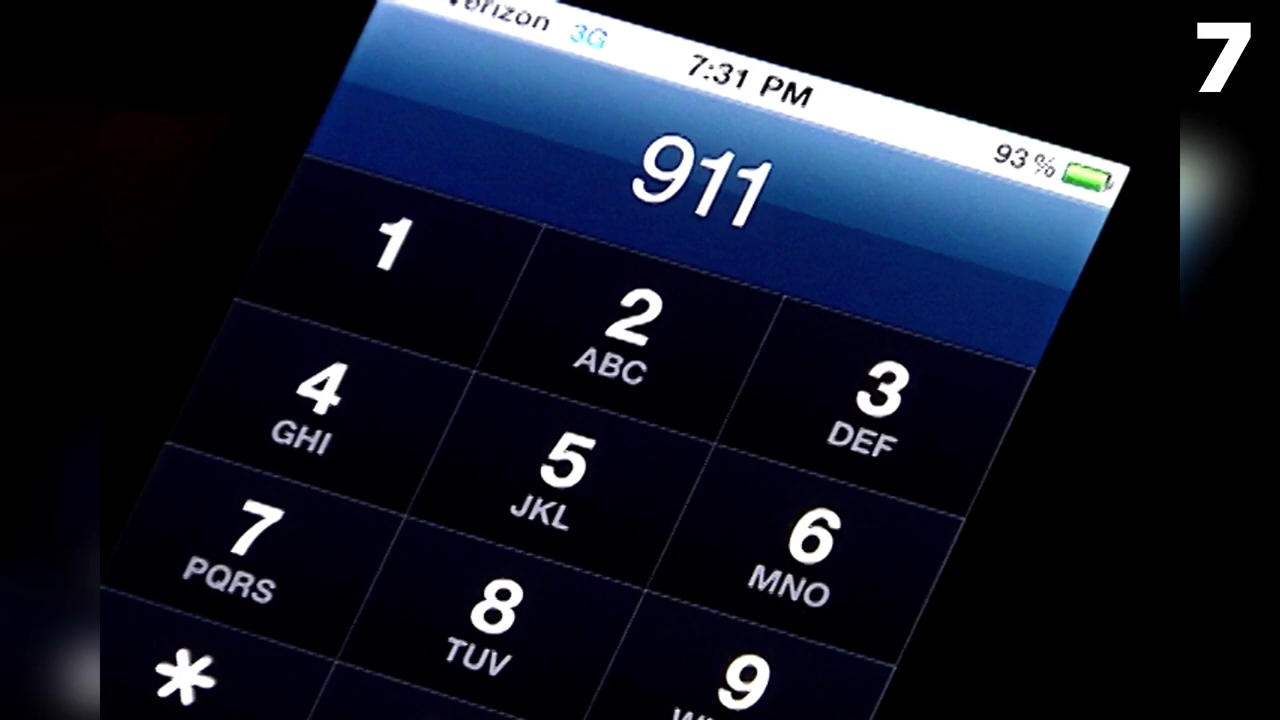 verizon 3G 7:31 PM 93%
7
911
1 2 3
ABC DEF
4 5 6
GHI JKL MNO
7 8 9
PQRS TUV
*